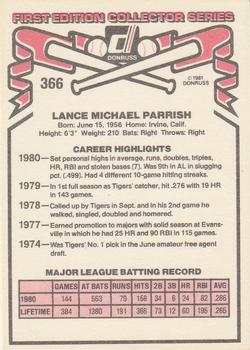 FIRST EDITION COLLECTOR SERIES
DONRUSS
366
© 1981
DONRUSS
LANCE MICHAEL PARRISH
Born: June 15, 1956 Home: Irvine, Calif.
Height: 6'3" Weight: 210 Bats: Right Throws: Right
CAREER HIGHLIGHTS
1980— Set personal highs in average, runs, doubles, triples, HR, RBI and stolen bases (7). Was 9th in AL in slugging pct. (.499). Had 4 different 10-game hitting streaks.
1979— In 1st full season as Tigers' catcher, hit .276 with 19 HR in 143 games.
1978— Called up by Tigers in Sept. and in his 2nd game he walked, singled, doubled and homered.
1977— Earned promotion to majors with solid season at Evansville in which he had 25 HR and 90 RBI in 115 games.
1974— Was Tigers' No. 1 pick in the June amateur free agent draft.
MAJOR LEAGUE BATTING RECORD
GAMES AT BATS RUNS HITS 2B 3B HR RBI AVG
1980 144 553 79 158 34 6 24 82 .286
LIFETIME 384 1380 191 366 73 12 60 195 .265